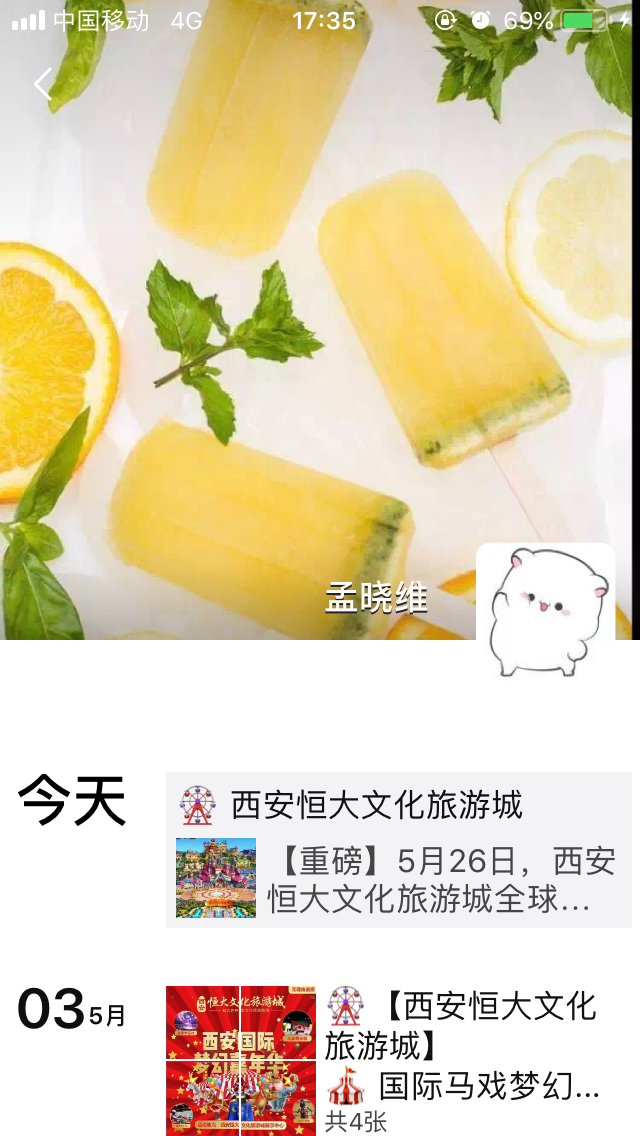 中国移动 4G 17:35 69%
孟晓维
今天
西安恒大文化旅游城
【重磅】5月26日，西安
恒大文化旅游城全球...
03 5月
恒大文化旅游城
西安国际
梦幻嘉年华
【西安恒大文化
旅游城】
国际马戏梦幻...
共4张